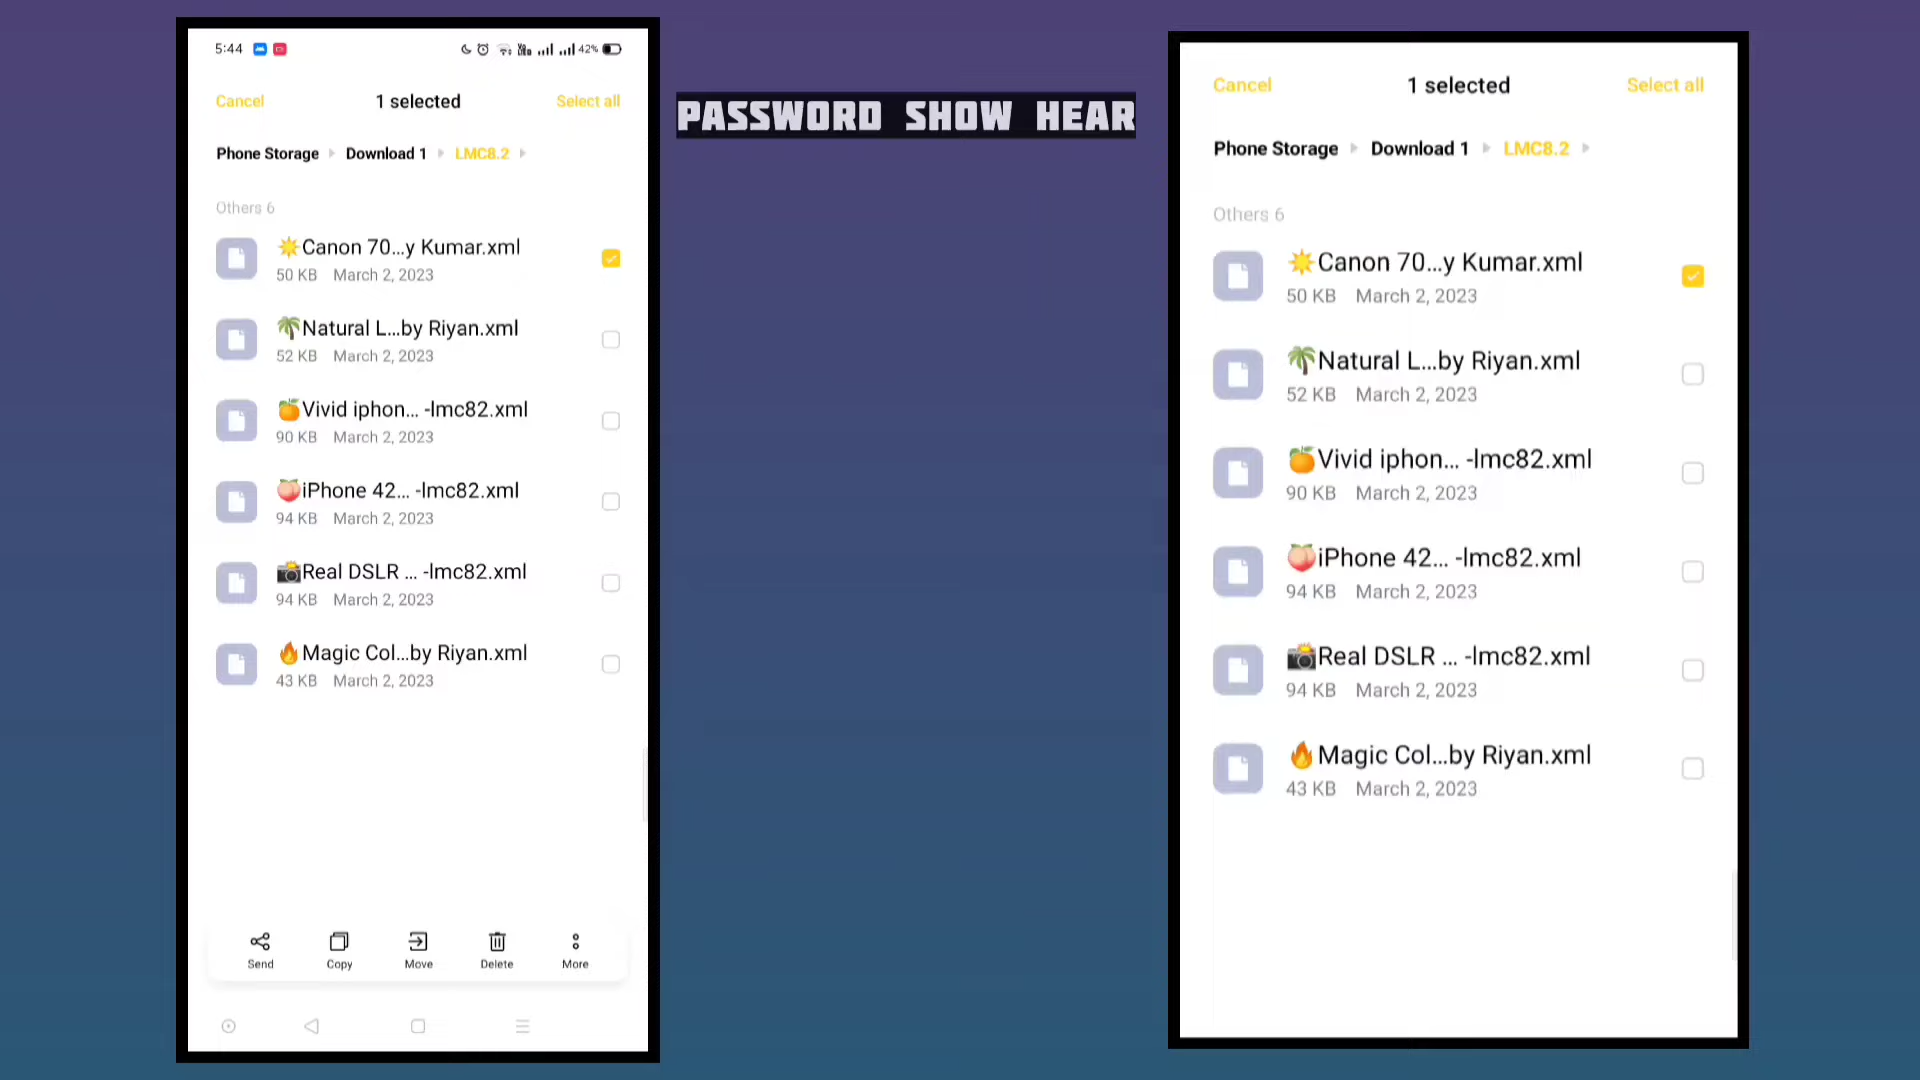 5:44
42%
Cancel 1 selected Select all
Phone Storage Download 1 LMC8.2
Others 6
Canon 70...y Kumar.xml
50 KB March 2, 2023
Natural L...by Riyan.xml
52 KB March 2, 2023
Vivid iphon... -lmc82.xml
90 KB March 2, 2023
iPhone 42... -lmc82.xml
94 KB March 2, 2023
Real DSLR ... -lmc82.xml
94 KB March 2, 2023
Magic Col...by Riyan.xml
43 KB March 2, 2023
Send Copy Move Delete More
PASSWORD SHOW HEAR
Cancel 1 selected Select all
Phone Storage Download 1 LMC8.2
Others 6
Canon 70...y Kumar.xml
50 KB March 2, 2023
Natural L...by Riyan.xml
52 KB March 2, 2023
Vivid iphon... -lmc82.xml
90 KB March 2, 2023
iPhone 42... -lmc82.xml
94 KB March 2, 2023
Real DSLR ... -lmc82.xml
94 KB March 2, 2023
Magic Col...by Riyan.xml
43 KB March 2, 2023